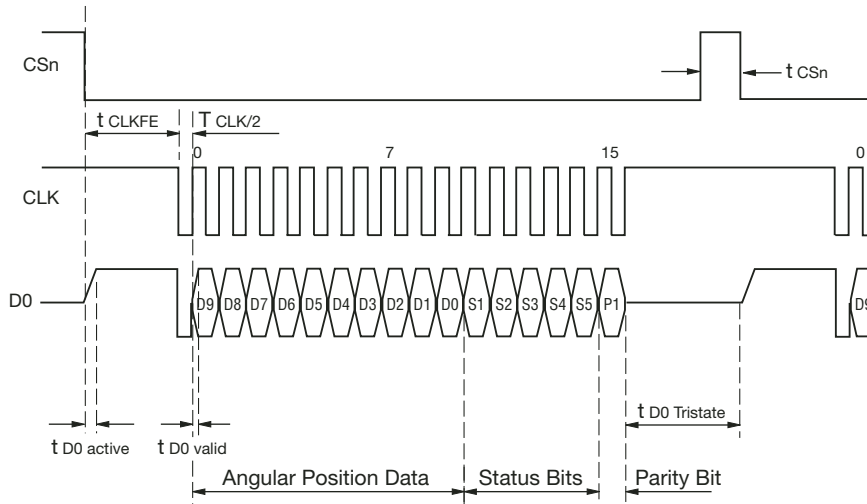 CSn
t CSn
t CLKFE
T CLK/2
0
7
15
0
CLK
D0
D9
D8
D7
D6
D5
D4
D3
D2
D1
D0
S1
S2
S3
S4
S5
P1
D9
t D0 active
t D0 valid
t D0 Tristate
Angular Position Data
Status Bits
Parity Bit